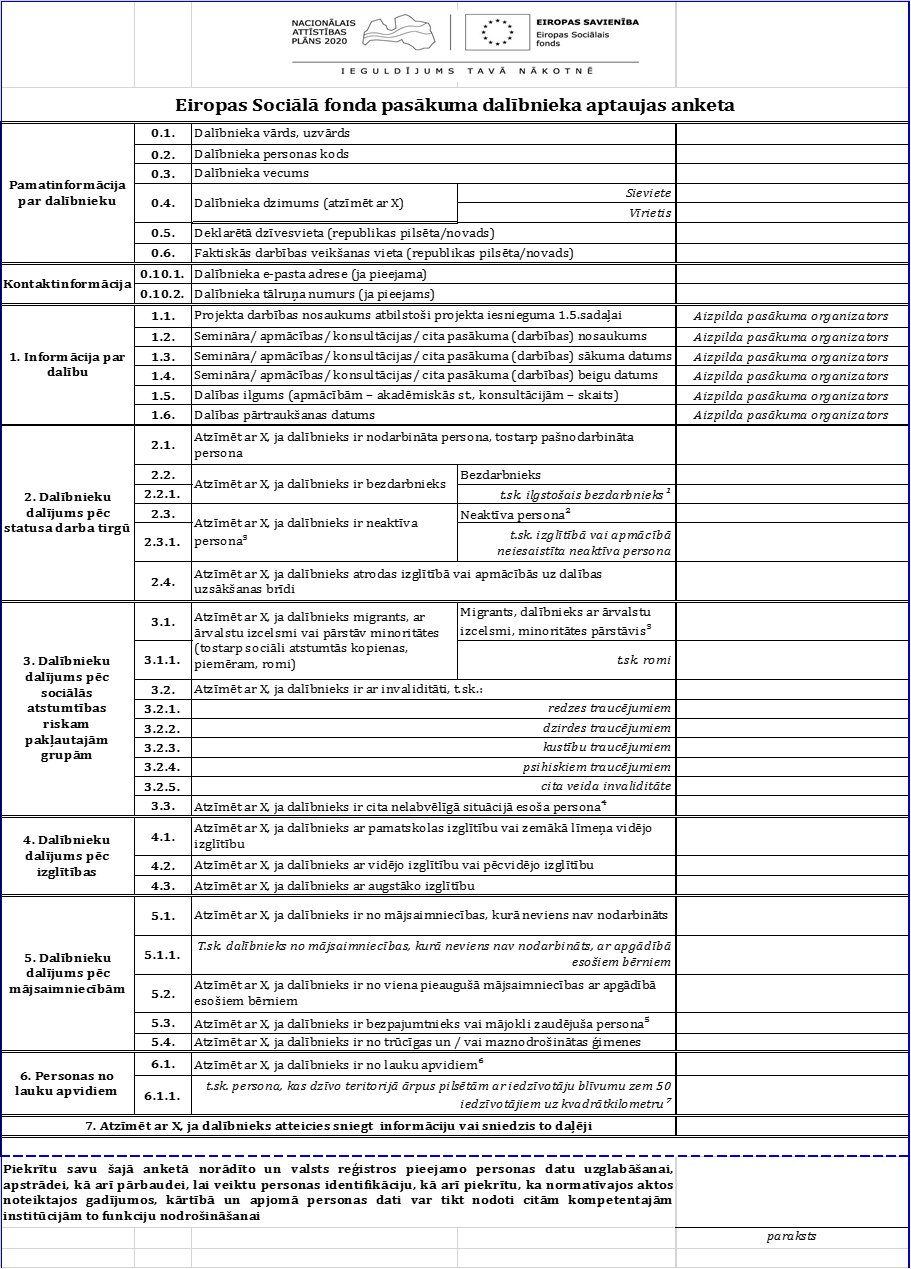 NACIONĀLAIS
ATTĪSTĪBAS
PLĀNS 2020
EIROPAS SAVIENĪBA
Eiropas Sociālais
fonds
IEGULDĪJUMS TAVĀ NĀKOTNĒ
Eiropas Sociālā fonda pasākuma dalībnieka aptaujas anketa
Pamatinformācija
par dalībnieku
0.1. Dalībnieka vārds, uzvārds
0.2. Dalībnieka personas kods
0.3. Dalībnieka vecums
0.4. Dalībnieka dzimums (atzīmēt ar X)
Sieviete
Vīrietis
0.5. Deklarētā dzīvesvieta (republikas pilsēta/novads)
0.6. Faktiskās darbības veikšanas vieta (republikas pilsēta/novads)
Kontaktinformācija
0.10.1. Dalībnieka e-pasta adrese (ja pieejama)
0.10.2. Dalībnieka tālruņa numurs (ja pieejams)
1. Informācija par
dalību
1.1. Projekta darbības nosaukums atbilstoši projekta iesnieguma 1.5.sadaļai Aizpilda pasākuma organizators
1.2. Semināra/ apmācības/ konsultācijas/ cita pasākuma (darbības) nosaukums Aizpilda pasākuma organizators
1.3. Semināra/ apmācības/ konsultācijas/ cita pasākuma (darbības) sākuma datums Aizpilda pasākuma organizators
1.4. Semināra/ apmācības/ konsultācijas/ cita pasākuma (darbības) beigu datums Aizpilda pasākuma organizators
1.5. Dalības ilgums (apmācībām – akadēmiskās st., konsultācijām – skaits) Aizpilda pasākuma organizators
1.6. Dalības pārtraukšanas datums Aizpilda pasākuma organizators
2. Dalībnieku
dalījums pēc
statusa darba tirgū
2.1. Atzīmēt ar X, ja dalībnieks ir nodarbināta persona, tostarp pašnodarbināta
persona
2.2. Atzīmēt ar X, ja dalībnieks ir bezdarbnieks Bezdarbnieks
2.2.1. t.sk. ilgstošais bezdarbnieks¹
2.3. Atzīmēt ar X, ja dalībnieks ir neaktīva
persona³
Neaktīva persona²
2.3.1. t.sk. izglītībā vai apmācībā
neiesaistīta neaktīva persona
2.4. Atzīmēt ar X, ja dalībnieks atrodas izglītībā vai apmācībās uz dalības
uzsākšanas brīdi
3. Dalībnieku
dalījums pēc
sociālās
atstumtības
riskam
pakļautajām
grupām
3.1. Atzīmēt ar X, ja dalībnieks migrants, ar
ārvalstu izcelsmi vai pārstāv minoritātes
(tostarp sociāli atstumtās kopienas,
piemēram, romi)
Migrants, dalībnieks ar ārvalstu
izcelsmi, minoritātes pārstāvis³
3.1.1. t.sk. romi
3.2. Atzīmēt ar X, ja dalībnieks ir ar invaliditāti, t.sk.:
3.2.1. redzes traucējumiem
3.2.2. dzirdes traucējumiem
3.2.3. kustību traucējumiem
3.2.4. psihiskiem traucējumiem
3.2.5. cita veida invaliditāte
3.3. Atzīmēt ar X, ja dalībnieks ir cita nelabvēlīgā situācijā esoša persona⁴
4. Dalībnieku
dalījums pēc
izglītības
4.1. Atzīmēt ar X, ja dalībnieks ar pamatskolas izglītību vai zemākā līmeņa vidējo
izglītību
4.2. Atzīmēt ar X, ja dalībnieks ar vidējo izglītību vai pēcvidējo izglītību
4.3. Atzīmēt ar X, ja dalībnieks ar augstāko izglītību
5. Dalībnieku
dalījums pēc
mājsaimniecībām
5.1. Atzīmēt ar X, ja dalībnieks ir no mājsaimniecības, kurā neviens nav nodarbināts
5.1.1. T.sk. dalībnieks no mājsaimniecības, kurā neviens nav nodarbināts, ar apgādībā
esošiem bērniem
5.2. Atzīmēt ar X, ja dalībnieks ir no viena pieaugušā mājsaimniecības ar apgādībā
esošiem bērniem
5.3. Atzīmēt ar X, ja dalībnieks ir bezpajumtnieks vai mājokli zaudējuša persona⁵
5.4. Atzīmēt ar X, ja dalībnieks ir no trūcīgas un / vai maznodrošinātas ģimenes
6. Personas no
lauku apvidiem
6.1. Atzīmēt ar X, ja dalībnieks ir no lauku apvidiem⁶
6.1.1. t.sk. persona, kas dzīvo teritorijā ārpus pilsētām ar iedzīvotāju blīvumu zem 50
iedzīvotājiem uz kvadrātkilometru⁷
7. Atzīmēt ar X, ja dalībnieks atteicies sniegt informāciju vai sniedzis to daļēji
Piekrītu savu šajā anketā norādīto un valsts reģistros pieejamo personas datu uzglabāšanai,
apstrādei, kā arī pārbaudei, lai veiktu personas identifikāciju, kā arī piekrītu, ka normatīvajos aktos
noteiktajos gadījumos, kārtībā un apjomā personas dati var tikt nodoti citām kompetentajām
institūcijām to funkciju nodrošināšanai
paraksts